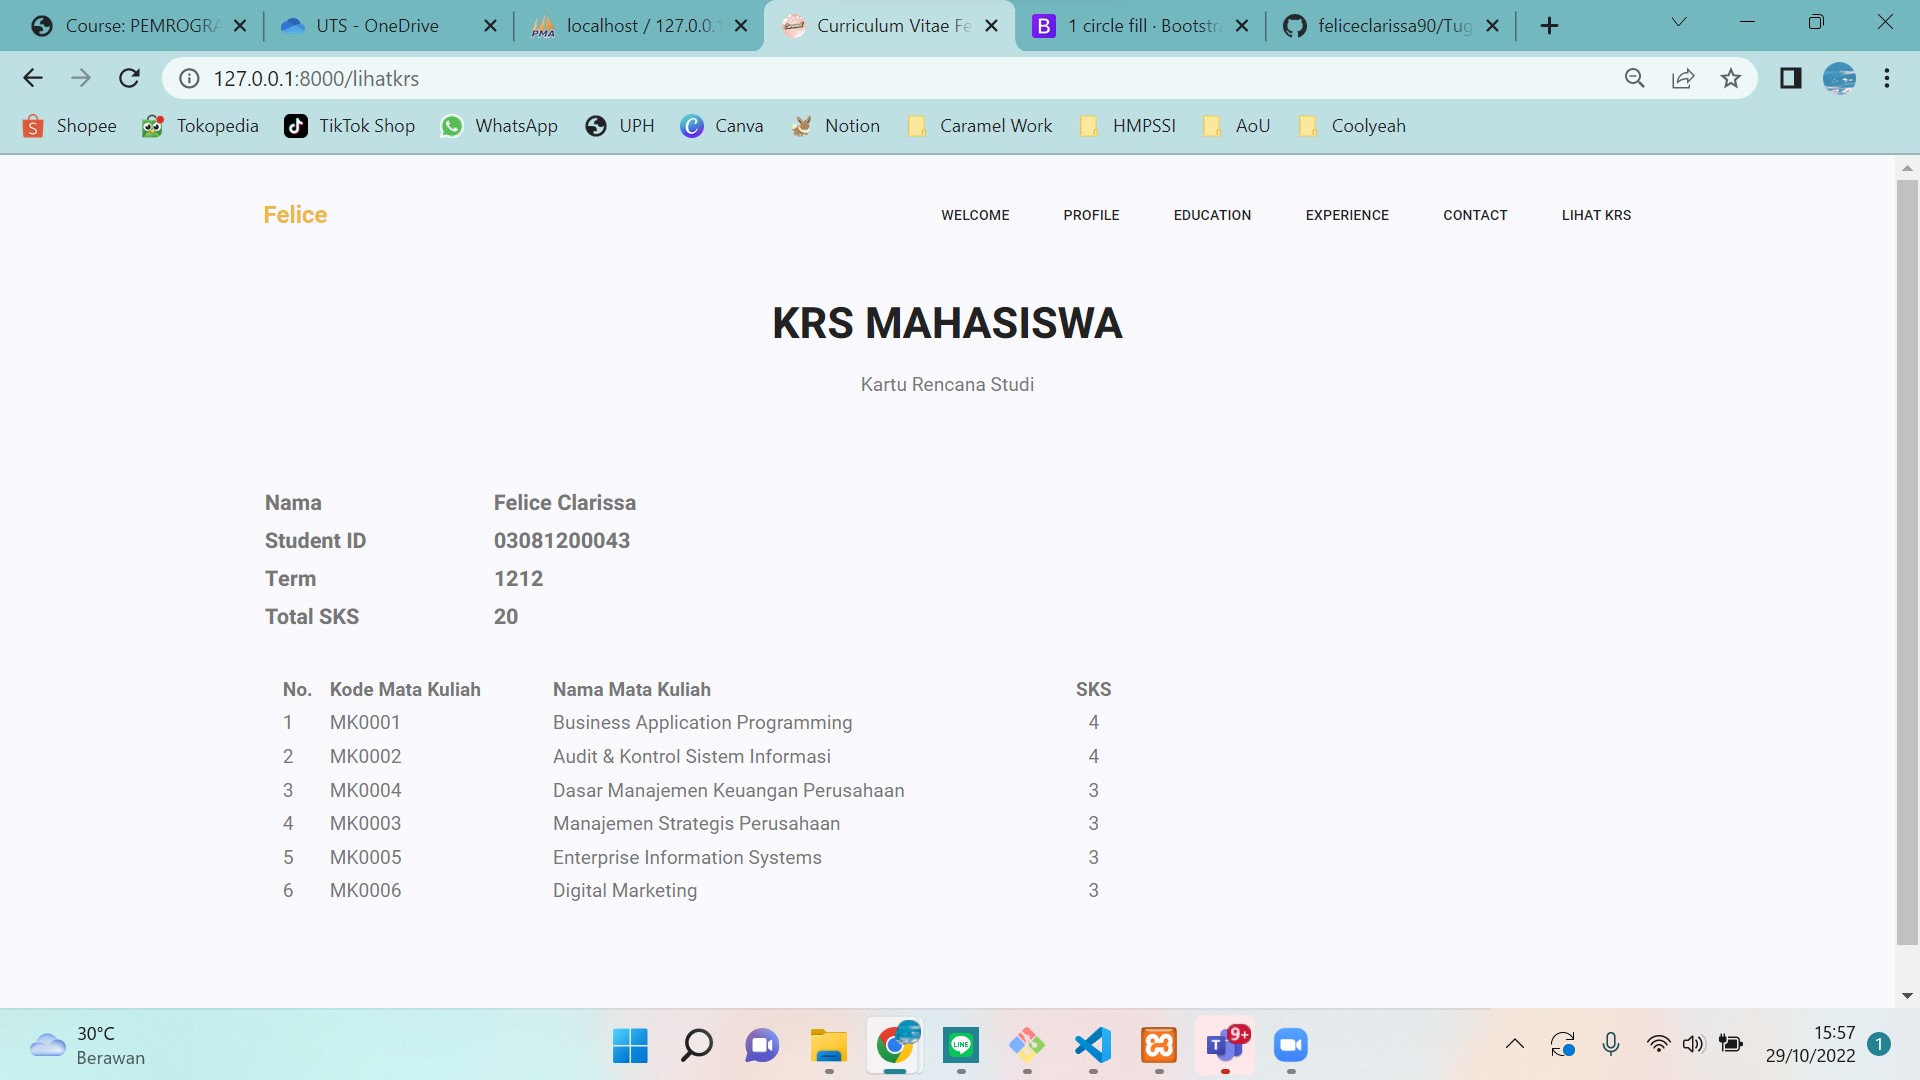 Course: PEMROGRA
UTS - OneDrive
PMA
localhost / 127.0.0.1
Curriculum Vitae Fe
B
1 circle fill · Bootstra
feliceclarissa90/Tug
127.0.0.1:8000/lihatkrs
Shopee
Tokopedia
TikTok Shop
WhatsApp
UPH
Canva
Notion
Caramel Work
HMPSSI
AoU
Coolyeah
Felice
WELCOME
PROFILE
EDUCATION
EXPERIENCE
CONTACT
LIHAT KRS
KRS MAHASISWA
Kartu Rencana Studi
Nama Felice Clarissa
Student ID 03081200043
Term 1212
Total SKS 20
No. Kode Mata Kuliah Nama Mata Kuliah SKS
1 MK0001 Business Application Programming 4
2 MK0002 Audit & Kontrol Sistem Informasi 4
3 MK0004 Dasar Manajemen Keuangan Perusahaan 3
4 MK0003 Manajemen Strategis Perusahaan 3
5 MK0005 Enterprise Information Systems 3
6 MK0006 Digital Marketing 3
30°C
Berawan
LINE
T
9+
15:57
29/10/2022
1